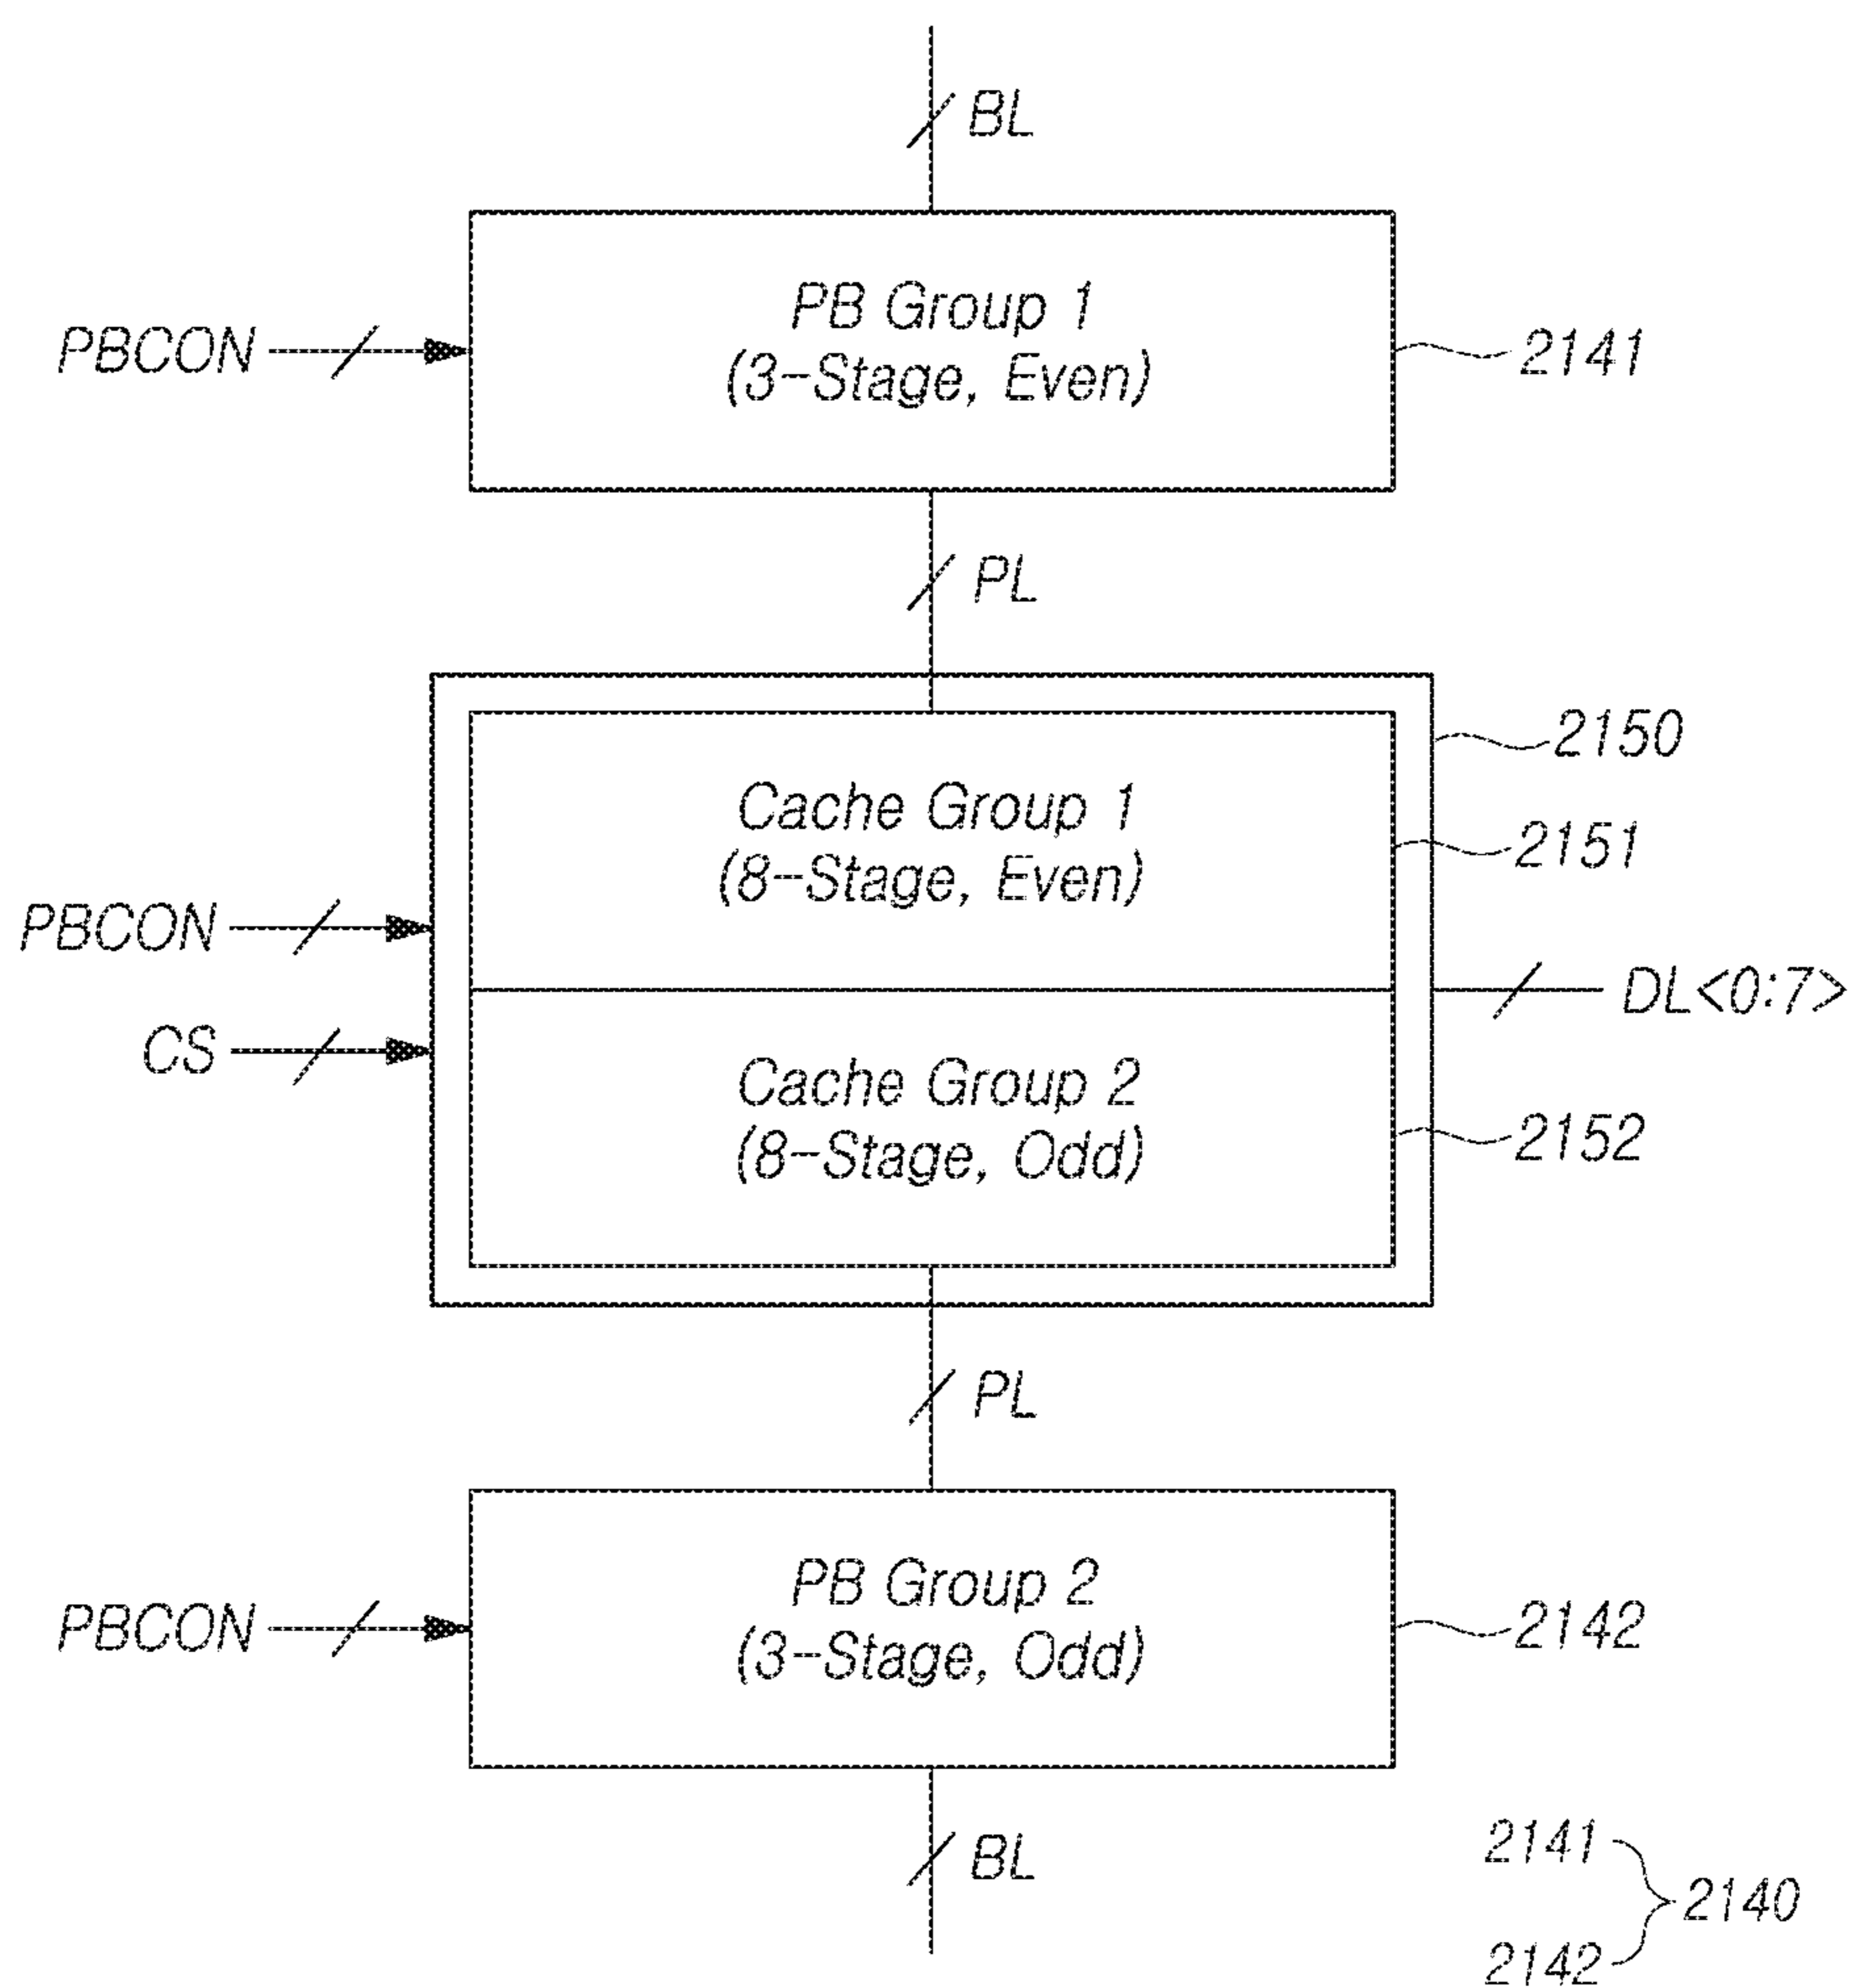 BL
PB Group 1
(3-Stage, Even)
PBCON
2141
PL
2150
Cache Group 1
(8-Stage, Even)
2151
PBCON
DL<0:7>
CS
Cache Group 2
(8-Stage, Odd)
2152
PL
PB Group 2
(3-Stage, Odd)
PBCON
2142
BL
2141
2140
2142